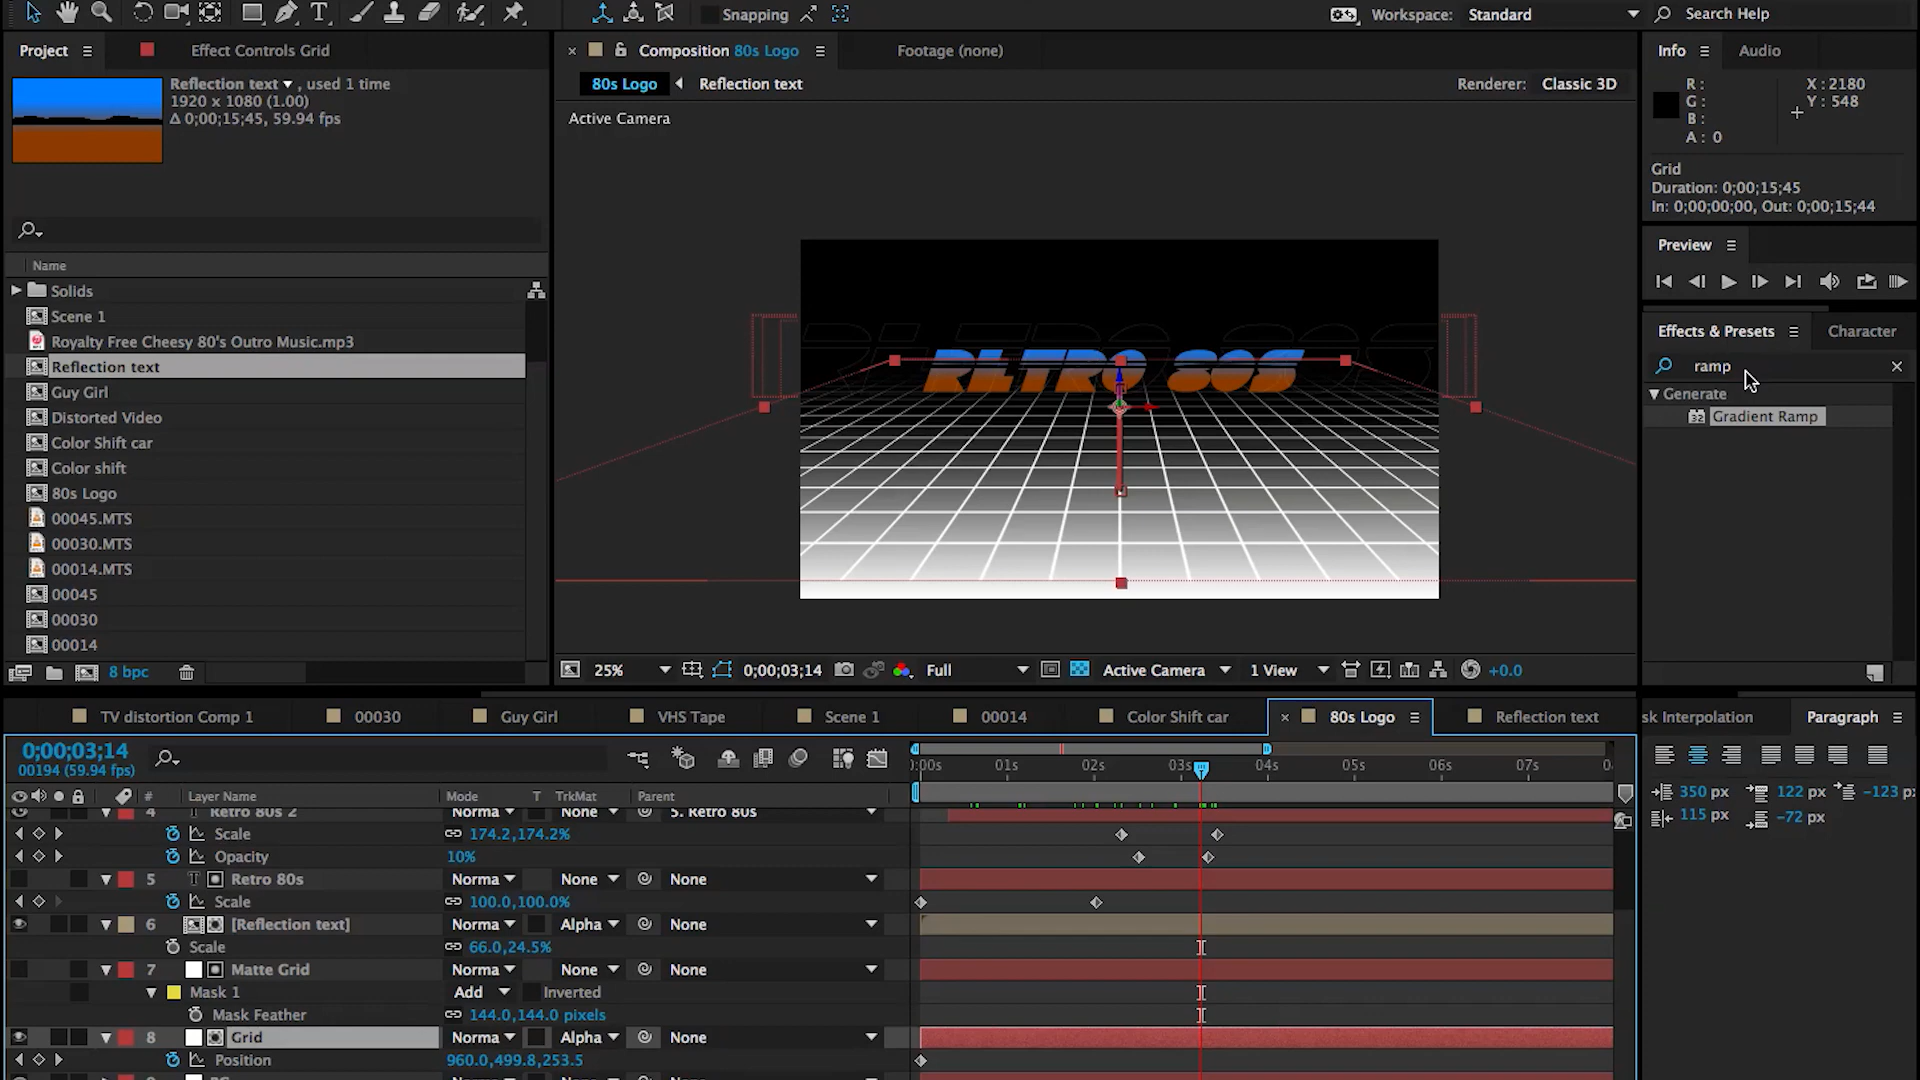 Snapping
Workspace: Standard
Search Help
Project
Effect Controls Grid
Composition 80s Logo
Footage (none)
Info
Audio
Reflection text , used 1 time
1920 x 1080 (1.00)
Δ 0;00;15;45, 59.94 fps
80s Logo
Reflection text
Renderer:
Classic 3D
R :
G :
B :
A : 0
X : 2180
Y : 548
Active Camera
Grid
Duration: 0;00;15;45
In: 0;00;00;00, Out: 0;00;15;44
Preview
Name
Solids
Scene 1
Royalty Free Cheesy 80's Outro Music.mp3
Reflection text
Guy Girl
Distorted Video
Color Shift car
Color shift
80s Logo
00045.MTS
00030.MTS
00014.MTS
00045
00030
00014
8 bpc
RETRO 80S
RETRO 80S
Effects & Presets
Character
ramp
Generate
32
Gradient Ramp
25%
0;00;03;14
Full
Active Camera
1 View
+0.0
TV distortion Comp 1
00030
Guy Girl
VHS Tape
Scene 1
00014
Color Shift car
80s Logo
Reflection text
sk Interpolation
Paragraph
0;00;03;14
00194 (59.94 fps)
:00s 01s 02s 03s 04s 05s 06s 07s 0
# Layer Name Mode T TrkMat Parent
4 Retro 80s 2 Norma None 5. Retro 80s
Scale 174.2,174.2%
Opacity 10%
5 T Retro 80s Norma None None
Scale 100.0,100.0%
6 [Reflection text] Norma Alpha None
Scale 66.0,24.5%
7 Matte Grid Norma None None
Mask 1 Add Inverted
Mask Feather 144.0,144.0 pixels
8 Grid Norma Alpha None
Position 960.0,499.8,253.5
350 px 122 px -123 p
115 px -72 px